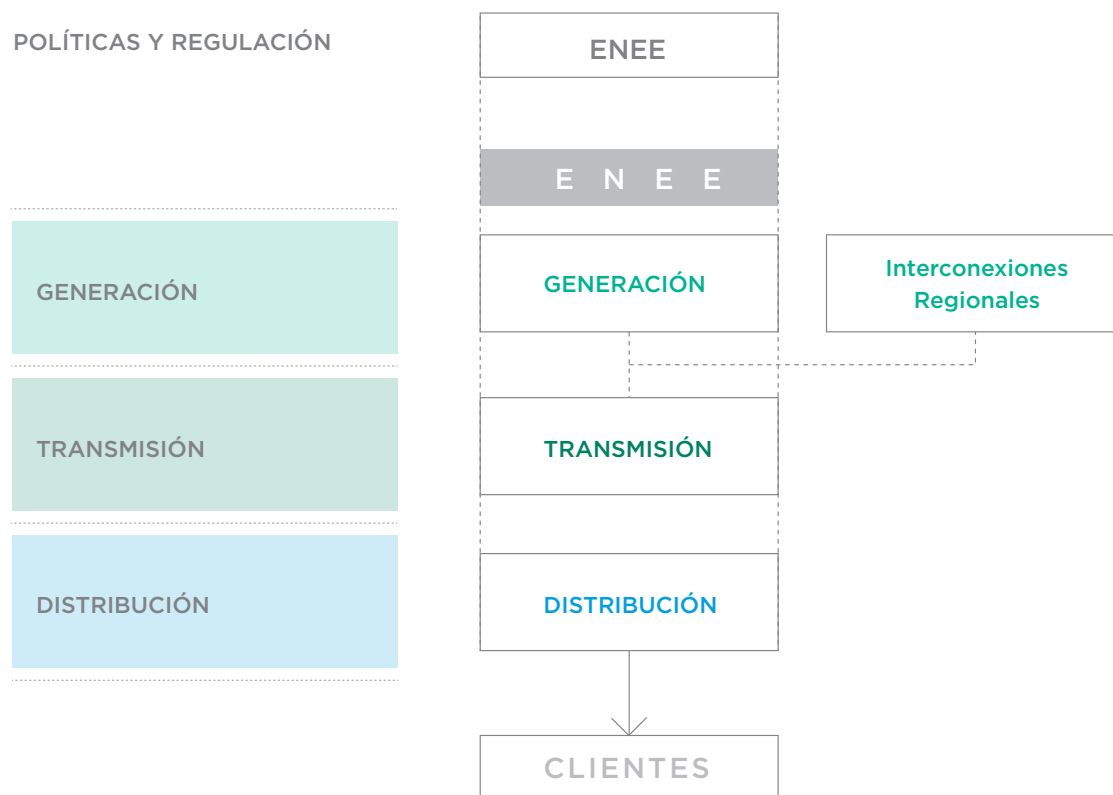 POLÍTICAS Y REGULACIÓN
ENEE
E N E E
GENERACIÓN
GENERACIÓN
Interconexiones
Regionales
TRANSMISIÓN
TRANSMISIÓN
DISTRIBUCIÓN
DISTRIBUCIÓN
CLIENTES